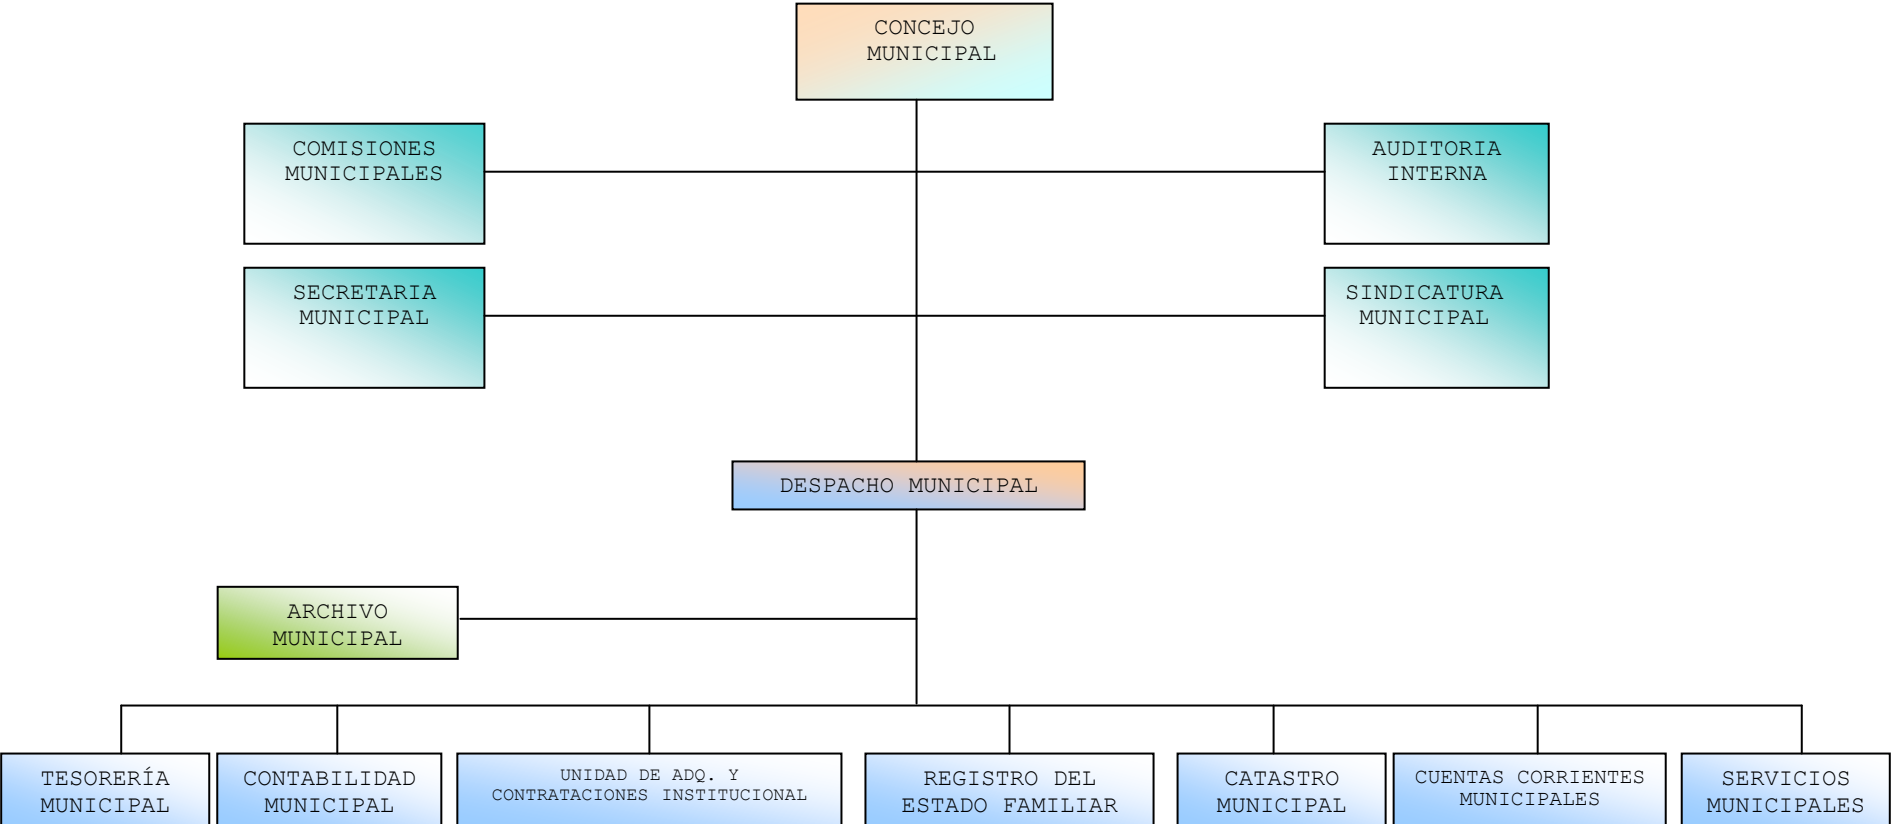 CONCEJO
MUNICIPAL
COMISIONES
MUNICIPALES
AUDITORIA
INTERNA
SECRETARIA
MUNICIPAL
SINDICATURA
MUNICIPAL
DESPACHO MUNICIPAL
ARCHIVO
MUNICIPAL
TESORERÍA
MUNICIPAL
CONTABILIDAD
MUNICIPAL
UNIDAD DE ADQ. Y
CONTRATACIONES INSTITUCIONAL
REGISTRO DEL
ESTADO FAMILIAR
CATASTRO
MUNICIPAL
CUENTAS CORRIENTES
MUNICIPALES
SERVICIOS
MUNICIPALES